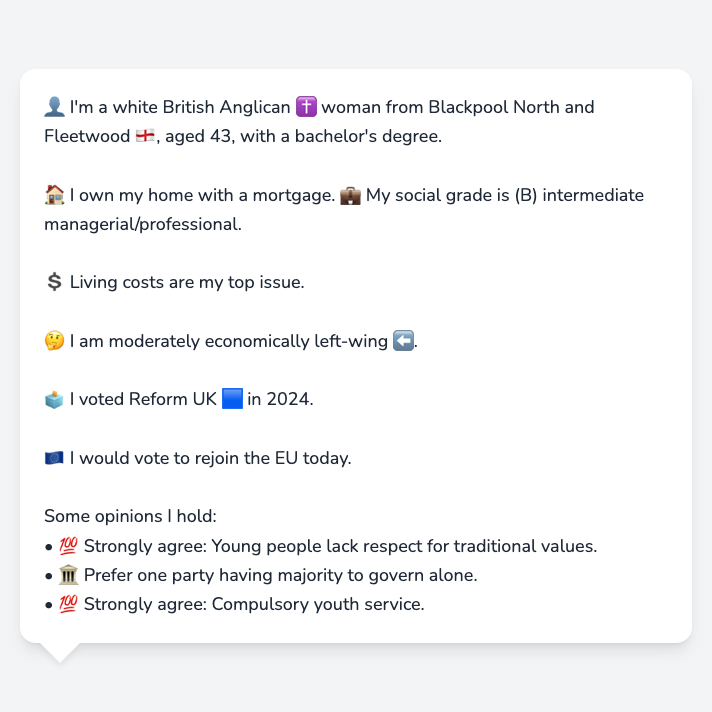 👤 I'm a white British Anglican ✝️ woman from Blackpool North and
Fleetwood 🏴󠁧󠁢󠁥󠁮󠁧󠁿, aged 43, with a bachelor's degree.
🏠 I own my home with a mortgage. 💼 My social grade is (B) intermediate
managerial/professional.
💲 Living costs are my top issue.
🤔 I am moderately economically left-wing ⬅️.
🗳️ I voted Reform UK 🟦 in 2024.
🇪🇺 I would vote to rejoin the EU today.
Some opinions I hold:
• 💯 Strongly agree: Young people lack respect for traditional values.
• 🏛️ Prefer one party having majority to govern alone.
• 💯 Strongly agree: Compulsory youth service.